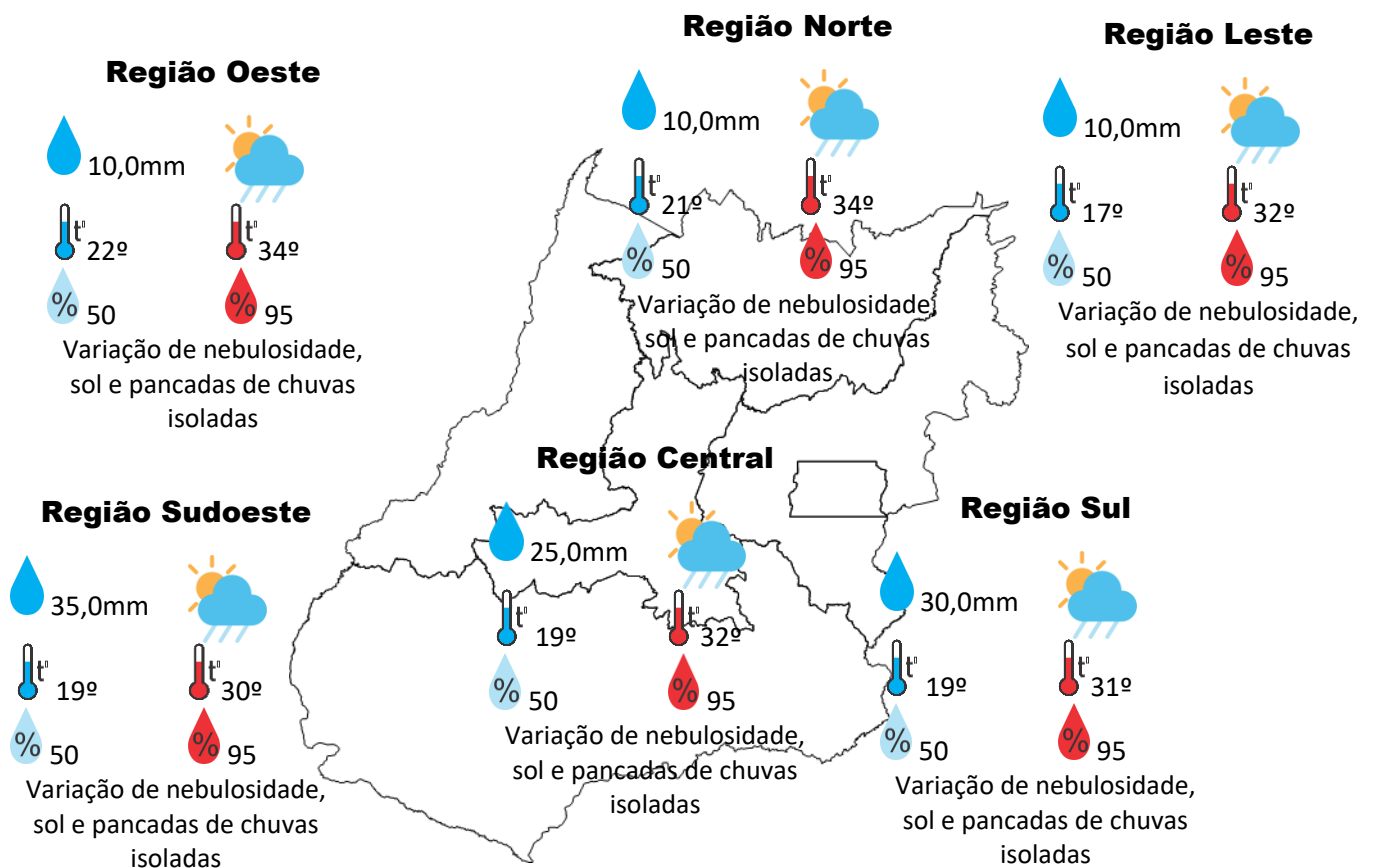 Região Oeste
10,0mm
t°
22º
34º
%
50
%
95
Variação de nebulosidade,
sol e pancadas de chuvas
isoladas
Região Norte
10,0mm
t°
21º
t°
34º
%
50
%
95
Variação de nebulosidade,
sol e pancadas de chuvas
isoladas
Região Leste
10,0mm
t°
17º
t°
32º
%
50
%
95
Variação de nebulosidade,
sol e pancadas de chuvas
isoladas
Região Sudoeste
35,0mm
t°
19º
t°
30º
%
50
%
95
Variação de nebulosidade,
sol e pancadas de chuvas
isoladas
Região Central
25,0mm
t°
19º
t°
32º
%
50
%
95
Variação de nebulosidade,
sol e pancadas de chuvas
isoladas
Região Sul
30,0mm
t°
19º
t°
31º
%
50
%
95
Variação de nebulosidade,
sol e pancadas de chuvas
isoladas